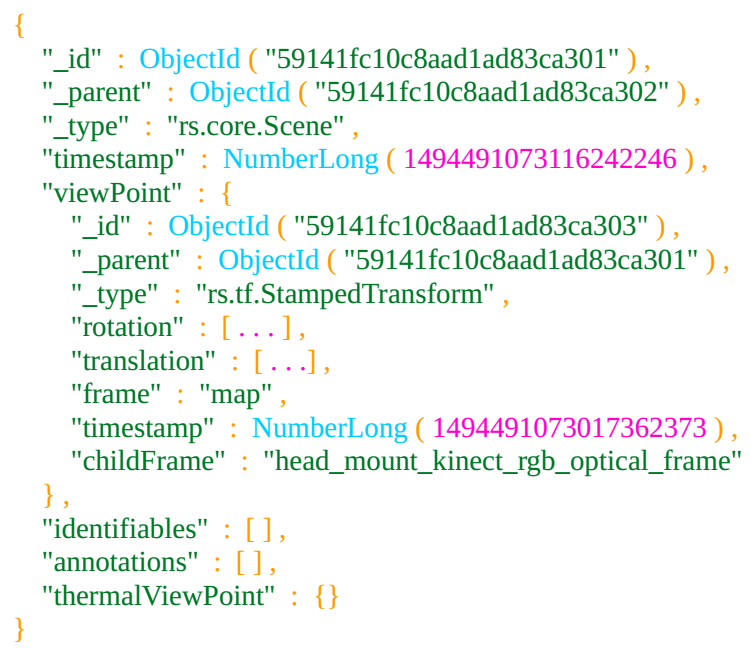 {
"_id" : ObjectId ( "59141fc10c8aad1ad83ca301" ) ,
"_parent" : ObjectId ( "59141fc10c8aad1ad83ca302" ) ,
"_type" : "rs.core.Scene" ,
"timestamp" : NumberLong ( 1494491073116242246 ) ,
"viewPoint" : {
"_id" : ObjectId ( "59141fc10c8aad1ad83ca303" ) ,
"_parent" : ObjectId ( "59141fc10c8aad1ad83ca301" ) ,
"_type" : "rs.tf.StampedTransform" ,
"rotation" : [ . . . ] ,
"translation" : [ . . .] ,
"frame" : "map" ,
"timestamp" : NumberLong ( 1494491073017362373 ) ,
"childFrame" : "head_mount_kinect_rgb_optical_frame"
} ,
"identifiables" : [ ] ,
"annotations" : [ ] ,
"thermalViewPoint" : {}
}